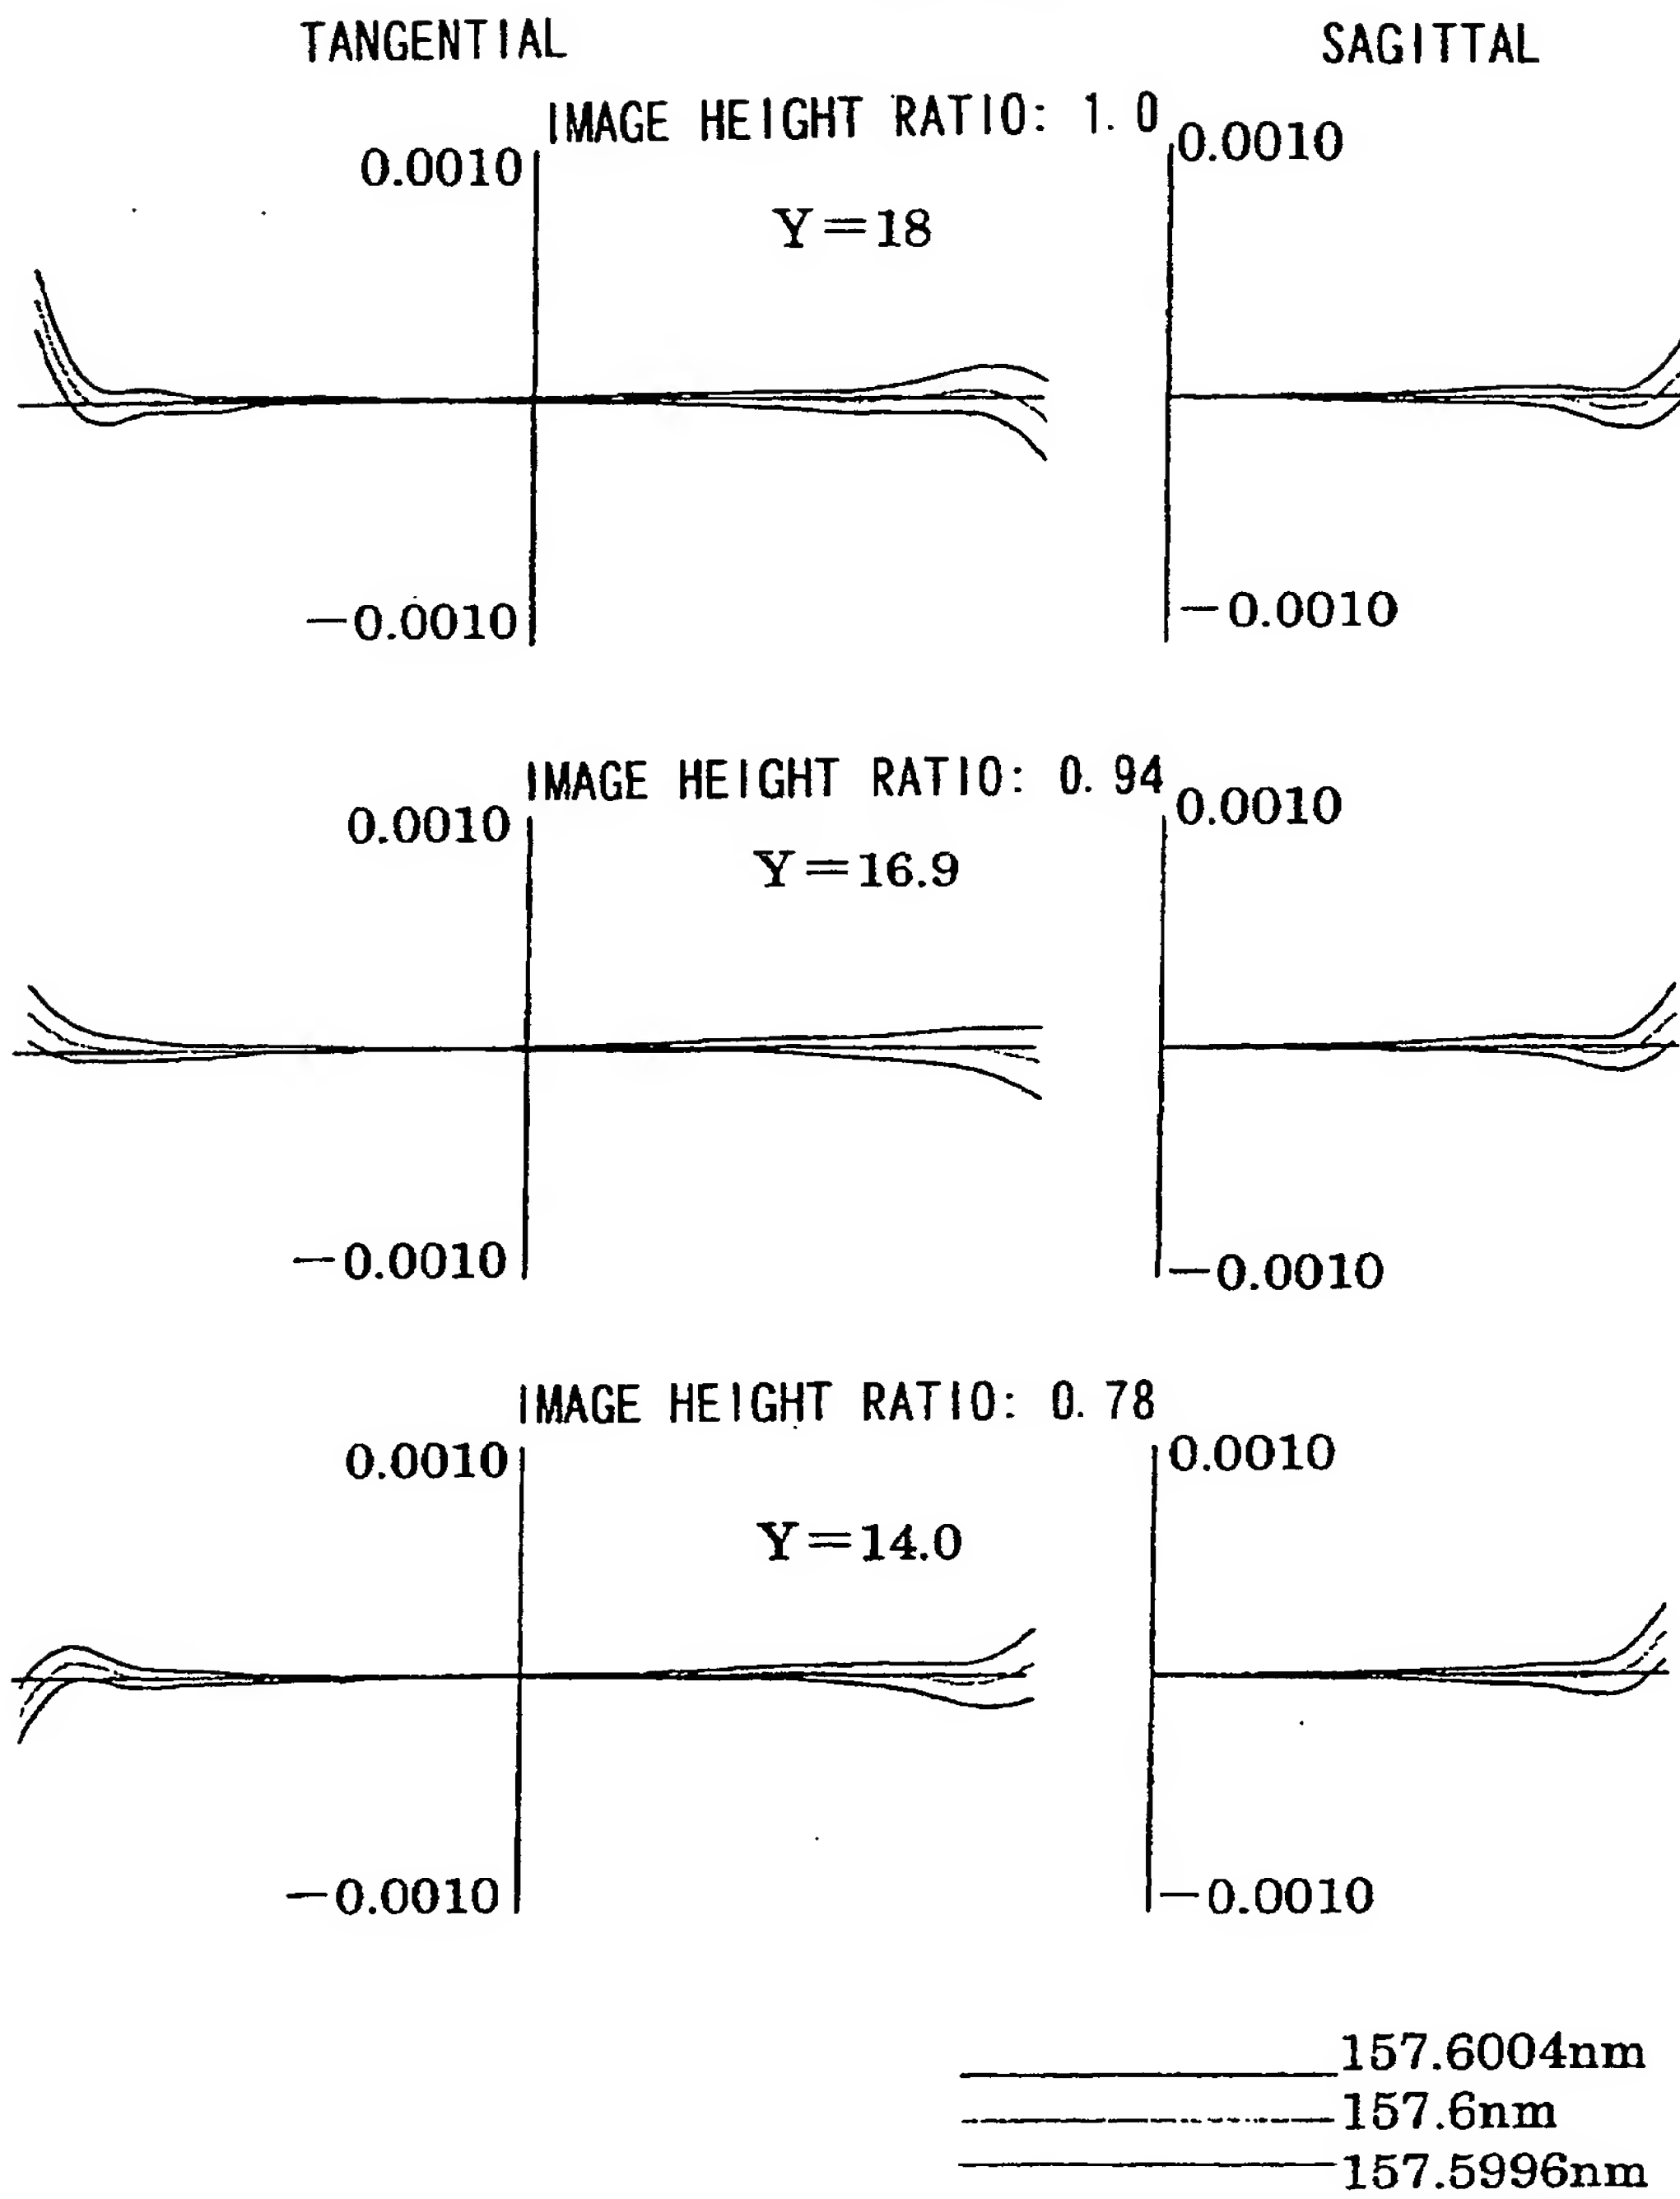 TANGENTIAL
SAGITTAL
IMAGE HEIGHT RATIO: 1.0
0.0010
0.0010
Y=18
−0.0010
−0.0010
IMAGE HEIGHT RATIO: 0.94
0.0010
0.0010
Y=16.9
−0.0010
−0.0010
IMAGE HEIGHT RATIO: 0.78
0.0010
0.0010
Y=14.0
−0.0010
−0.0010
157.6004nm
157.6nm
157.5996nm